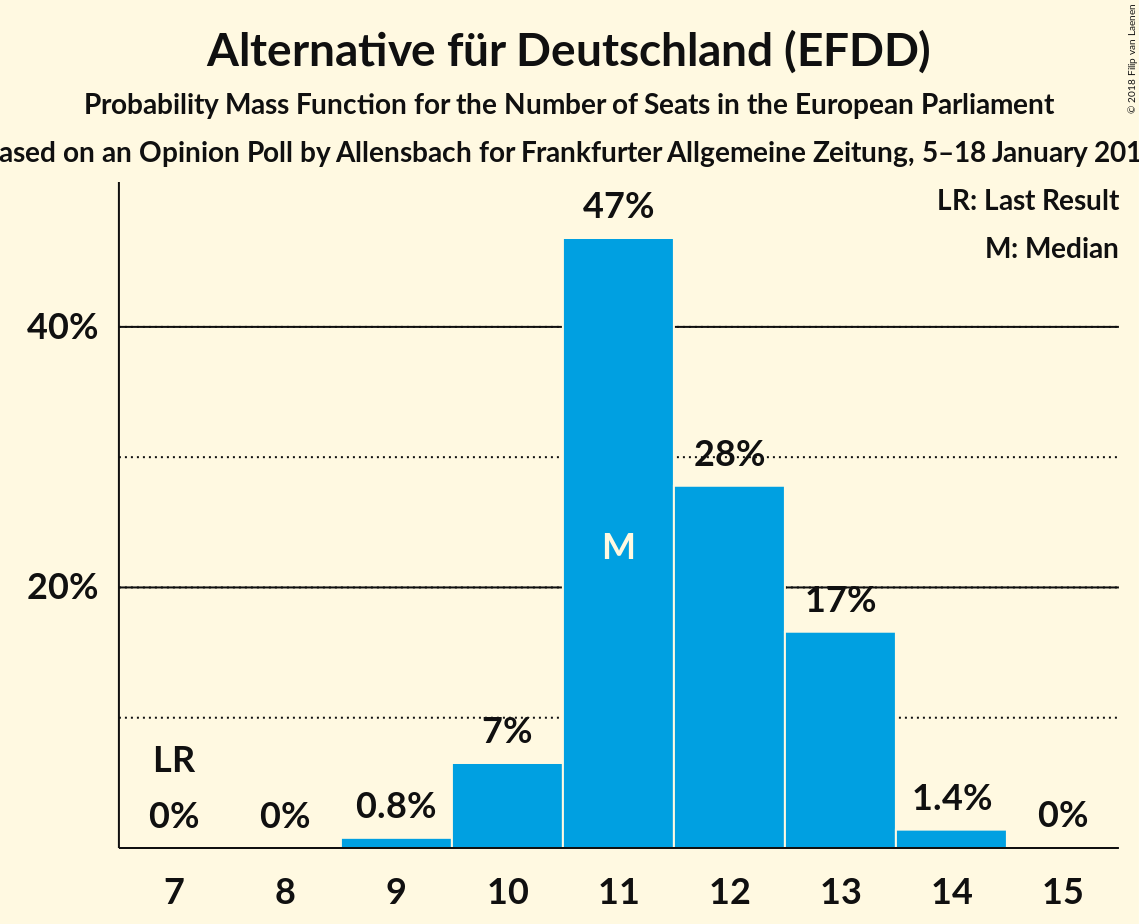 Alternative für Deutschland (EFDD)
Probability Mass Function for the Number of Seats in the European Parliament
ased on an Opinion Poll by Allensbach for Frankfurter Allgemeine Zeitung, 5–18 January 201
© 2018 Filip van Laenen
LR: Last Result
M: Median
47%
40%
28%
M
20%
17%
7%
LR
0%
0%
0.8%
1.4%
0%
7 8 9 10 11 12 13 14 15